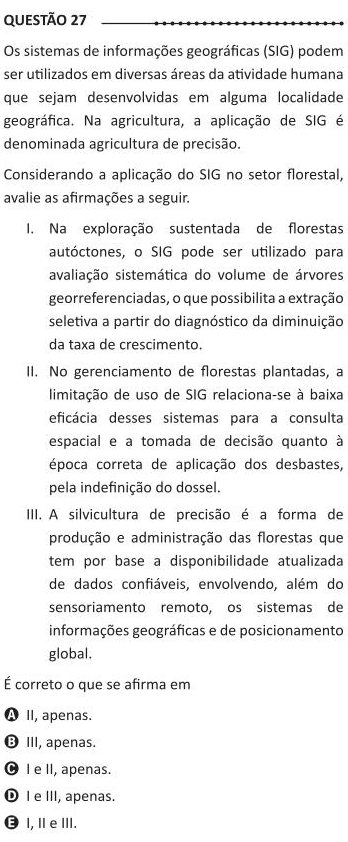 QUESTÃO 27
Os sistemas de informações geográficas (SIG) podem
ser utilizados em diversas áreas da atividade humana
que sejam desenvolvidas em alguma localidade
geográfica. Na agricultura, a aplicação de SIG é
denominada agricultura de precisão.
Considerando a aplicação do SIG no setor florestal,
avalie as afirmações a seguir.
I. Na exploração sustentada de florestas
autóctones, o SIG pode ser utilizado para
avaliação sistemática do volume de árvores
georreferenciadas, o que possibilita a extração
seletiva a partir do diagnóstico da diminuição
da taxa de crescimento.
II. No gerenciamento de florestas plantadas, a
limitação de uso de SIG relaciona-se à baixa
eficácia desses sistemas para a consulta
espacial e a tomada de decisão quanto à
época correta de aplicação dos desbastes,
pela indefinição do dossel.
III. A silvicultura de precisão é a forma de
produção e administração das florestas que
tem por base a disponibilidade atualizada
de dados confiáveis, envolvendo, além do
sensoriamento remoto, os sistemas de
informações geográficas e de posicionamento
global.
É correto o que se afirma em
A II, apenas.
B III, apenas.
C I e II, apenas.
D I e III, apenas.
E I, II e III.